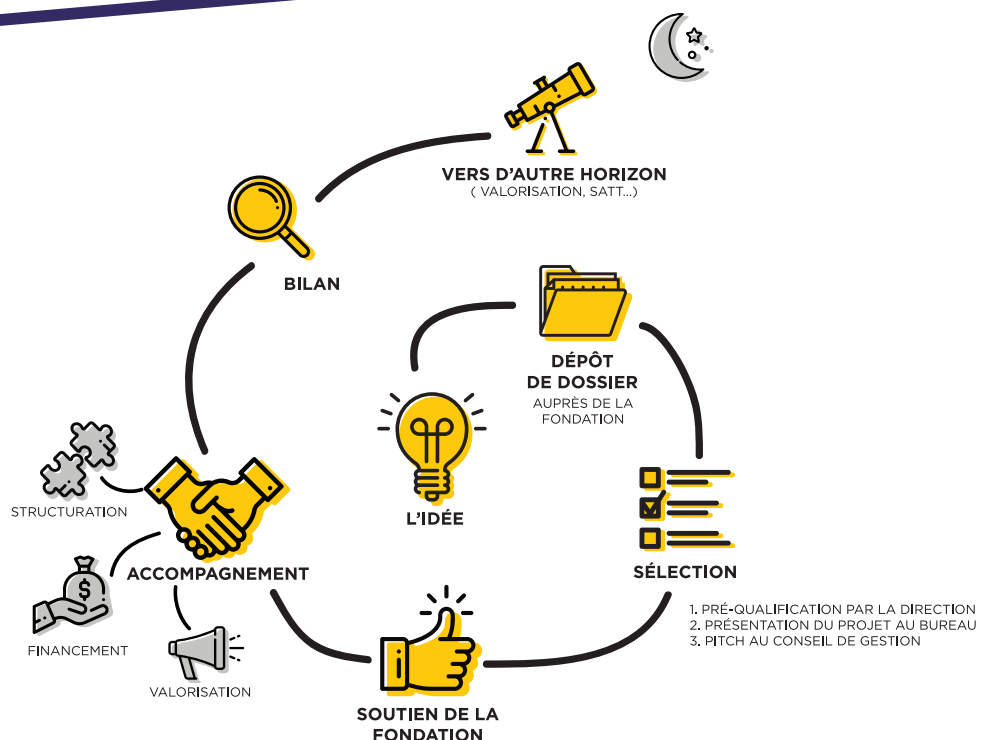 VERS D'AUTRE HORIZON
( VALORISATION, SATT...)
BILAN
DÉPÔT
DE DOSSIER
AUPRÈS DE LA
FONDATION
L'IDÉE
STRUCTURATION
ACCOMPAGNEMENT
SÉLECTION
1. PRÉ-QUALIFICATION PAR LA DIRECTION
2. PRÉSENTATION DU PROJET AU BUREAU
3. PITCH AU CONSEIL DE GESTION
$
FINANCEMENT
VALORISATION
SOUTIEN DE LA
FONDATION